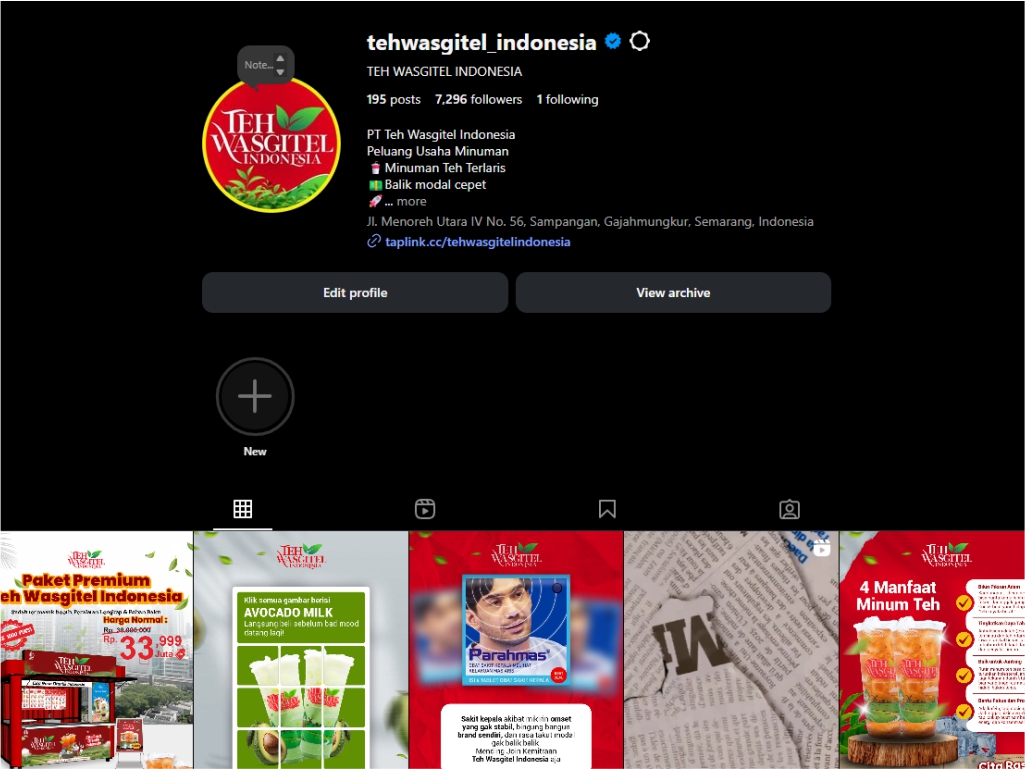 tehwasgitel_indonesia
Note...
TEH WASGITEL INDONESIA
195 posts 7,296 followers 1 following
PT Teh Wasgitel Indonesia
Peluang Usaha Minuman
Minuman Teh Terlaris
Balik modal cepet
... more
Jl. Menoreh Utara IV No. 56, Sampangan, Gajahmungkur, Semarang, Indonesia
taplink.cc/tehwasgitelindonesia
TEH
WASGITEL
INDONESIA
Edit profile
View archive
New
TEH
WASGITEL
INDONESIA
Paket Premium
eh Wasgitel Indonesia
Harga Normal :
Rp. 38.886.000
Rp. 33,999
Juta
TEH
WASGITEL
TEH
WASGITEL
INDONESIA
Klik semua gambar berisi
AVOCADO MILK
Langsung beli sebelum bad mood
datang lagi!
TEH
WASGITEL
INDONESIA
Parahmas
Sakit kepala akibat mikirin omset
yang gak stabil, bingung bangun
brand sendiri, dan rasa takut modal
gak balik balik
Mending Join Kemitraan
Teh Wasgitel Indonesia aja
TEH
WASGITEL
INDONESIA
4 Manfaat
Minum Teh
Cita Ras